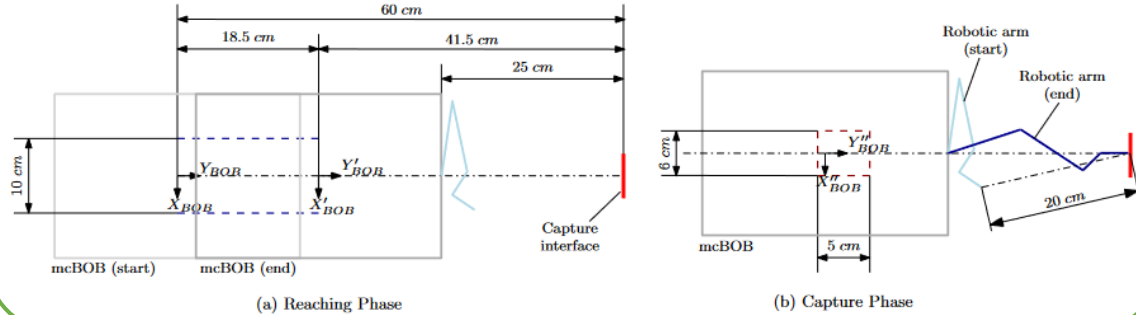 60 cm
18.5 cm
41.5 cm
25 cm
10 cm
Y_BOB
Y'_BOB
X_BOB
X'_BOB
Capture
interface
mcBOB (start)
mcBOB (end)
(a) Reaching Phase
Robotic arm
(start)
Robotic arm
(end)
6 cm
Y''_BOB
X''_BOB
20 cm
mcBOB
5 cm
(b) Capture Phase